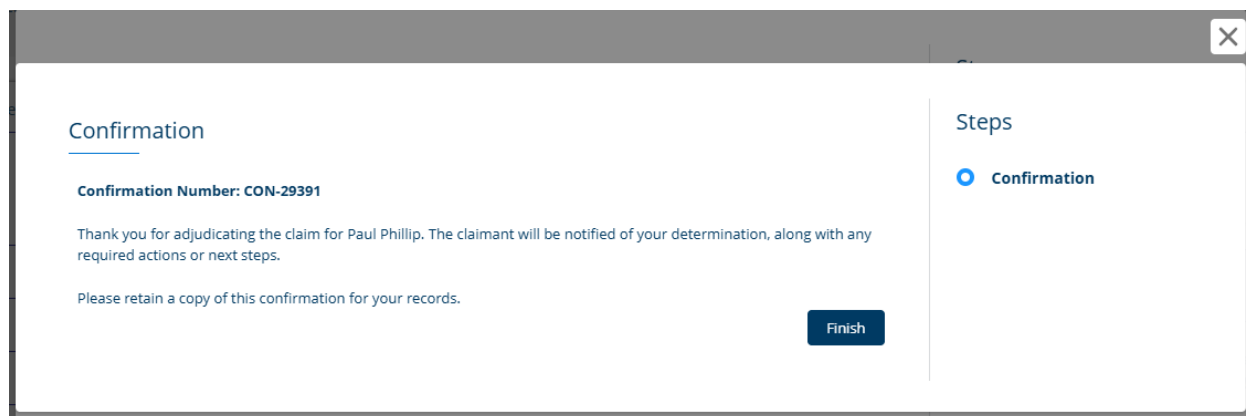 Confirmation
Confirmation Number: CON-29391
Thank you for adjudicating the claim for Paul Phillip. The claimant will be notified of your determination, along with any
required actions or next steps.
Please retain a copy of this confirmation for your records.
Finish
Steps
Confirmation